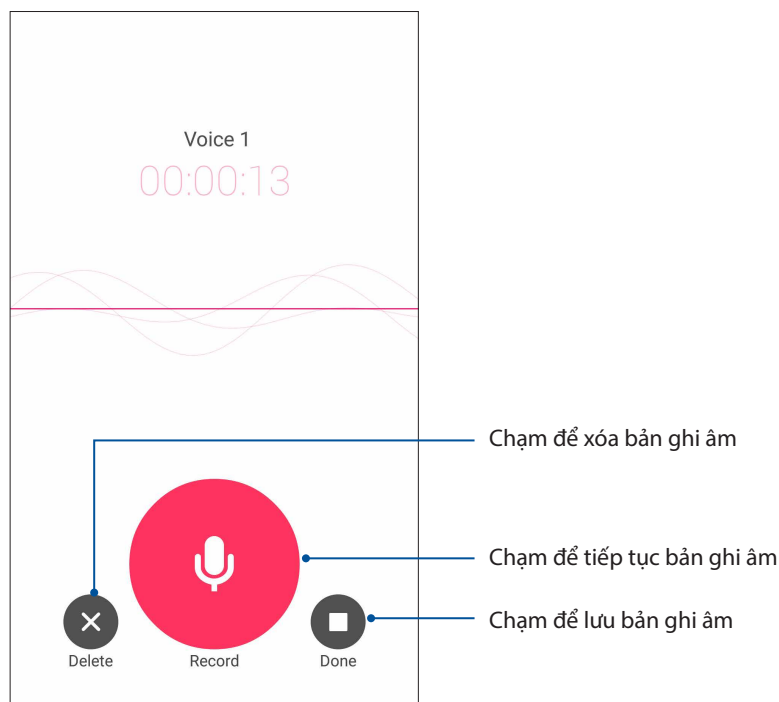 Voice 1
00:00:13
Chạm để xóa bản ghi âm
Chạm để tiếp tục bản ghi âm
Chạm để lưu bản ghi âm
Delete
Record
Done